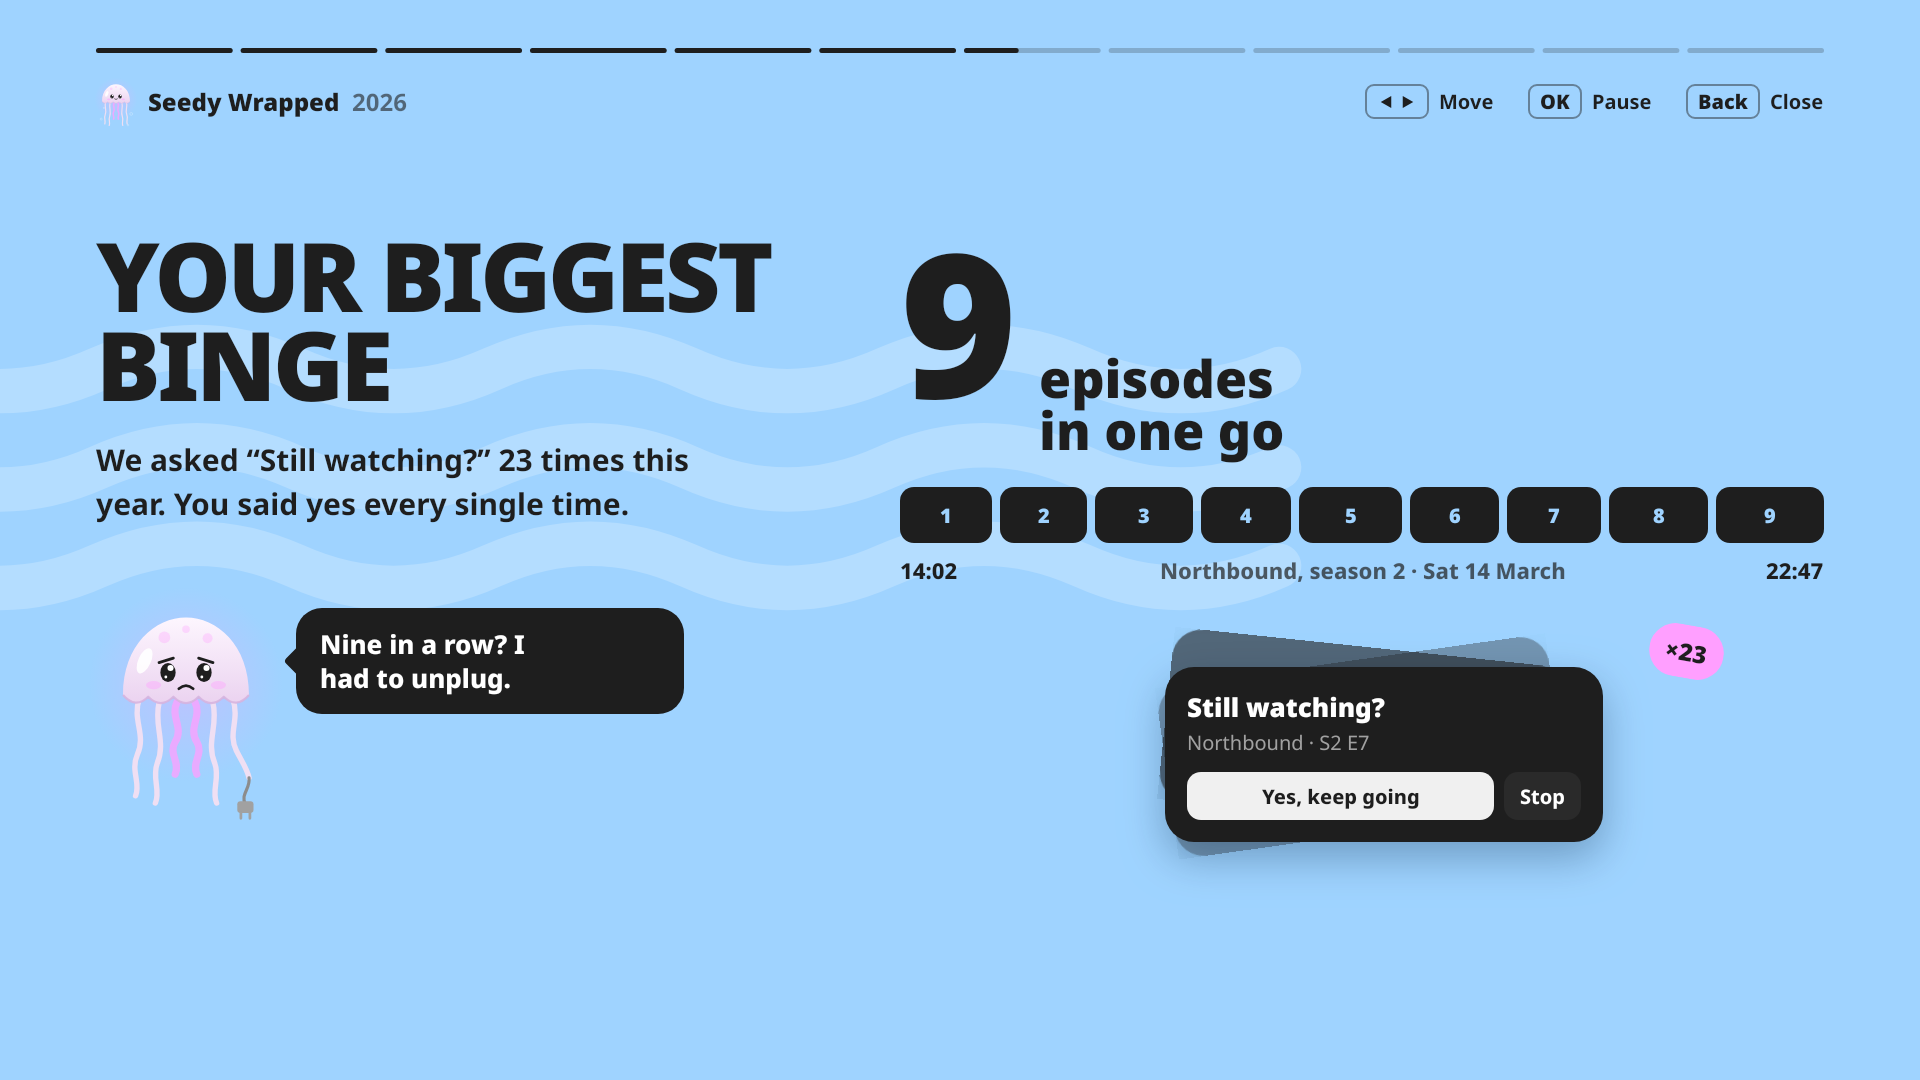 Seedy Wrapped 2026
◀ ▶ Move OK Pause Back Close
YOUR BIGGEST
BINGE
We asked “Still watching?” 23 times this
year. You said yes every single time.
Nine in a row? I
had to unplug.
9
episodes
in one go
1 2 3 4 5 6 7 8 9
14:02 Northbound, season 2 · Sat 14 March 22:47
×23
Still watching?
Northbound · S2 E7
Yes, keep going Stop